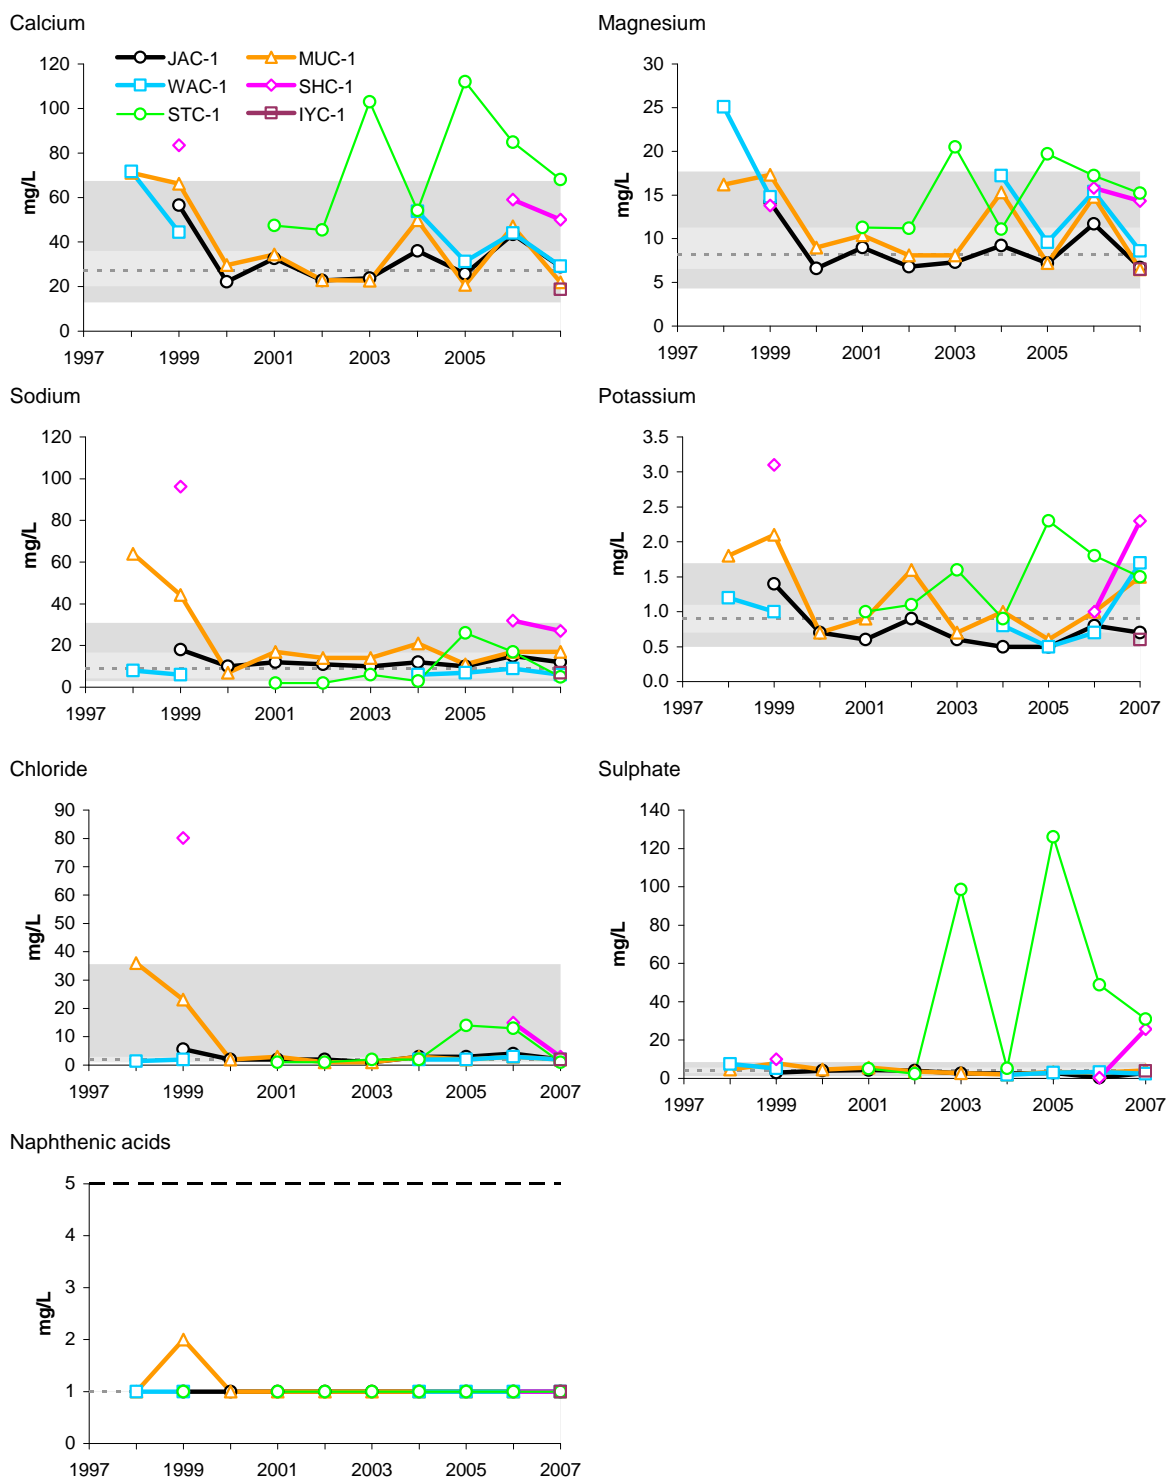 Calcium
JAC-1
MUC-1
WAC-1
SHC-1
STC-1
IYC-1
mg/L
120
100
80
60
40
20
0
1997 1999 2001 2003 2005
Magnesium
mg/L
30
25
20
15
10
5
0
1997 1999 2001 2003 2005
Sodium
mg/L
120
100
80
60
40
20
0
1997 1999 2001 2003 2005
Potassium
mg/L
3.5
3.0
2.5
2.0
1.5
1.0
0.5
0.0
1997 1999 2001 2003 2005 2007
Chloride
mg/L
90
80
70
60
50
40
30
20
10
0
1997 1999 2001 2003 2005 2007
Sulphate
mg/L
140
120
100
80
60
40
20
0
1997 1999 2001 2003 2005 2007
Naphthenic acids
mg/L
5
4
3
2
1
0
1997 1999 2001 2003 2005 2007